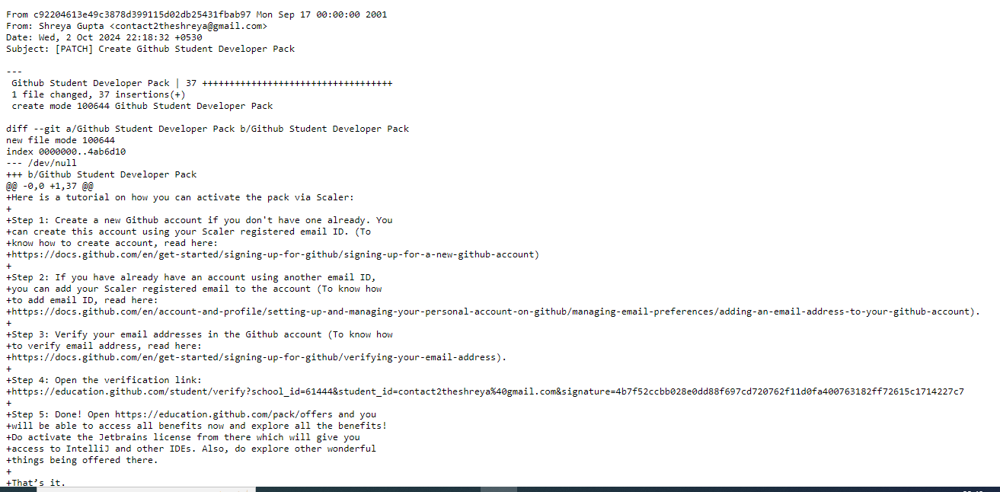 From c92204613e49c3878d399115d02db25431fbab97 Mon Sep 17 00:00:00 2001
From: Shreya Gupta <contact2theshreya@gmail.com>
Date: Wed, 2 Oct 2024 22:18:32 +0530
Subject: [PATCH] Create Github Student Developer Pack
---
Github Student Developer Pack | 37 +++++++++++++++++++++++++++++++++++
1 file changed, 37 insertions(+)
create mode 100644 Github Student Developer Pack
diff --git a/Github Student Developer Pack b/Github Student Developer Pack
new file mode 100644
index 0000000..4ab6d10
--- /dev/null
+++ b/Github Student Developer Pack
@@ -0,0 +1,37 @@
+Here is a tutorial on how you can activate the pack via Scaler:
+
+Step 1: Create a new Github account if you don't have one already. You
+can create this account using your Scaler registered email ID. (To
+know how to create account, read here:
+https://docs.github.com/en/get-started/signing-up-for-github/signing-up-for-a-new-github-account)
+
+Step 2: If you have already have an account using another email ID,
+you can add your Scaler registered email to the account (To know how
+to add email ID, read here:
+https://docs.github.com/en/account-and-profile/setting-up-and-managing-your-personal-account-on-github/managing-email-preferences/adding-an-email-address-to-your-github-account).
+
+Step 3: Verify your email addresses in the Github account (To know how
+to verify email address, read here:
+https://docs.github.com/en/get-started/signing-up-for-github/verifying-your-email-address).
+
+Step 4: Open the verification link:
+https://education.github.com/student/verify?school_id=61444&student_id=contact2theshreya%40gmail.com&signature=4b7f52ccbb028e0dd88f697cd720762f11d0fa400763182ff72615c1714227c7
+
+Step 5: Done! Open https://education.github.com/pack/offers and you
+will be able to access all benefits now and explore all the benefits!
+Do activate the Jetbrains license from there which will give you
+access to IntelliJ and other IDEs. Also, do explore other wonderful
+things being offered there.
+
+That’s it.